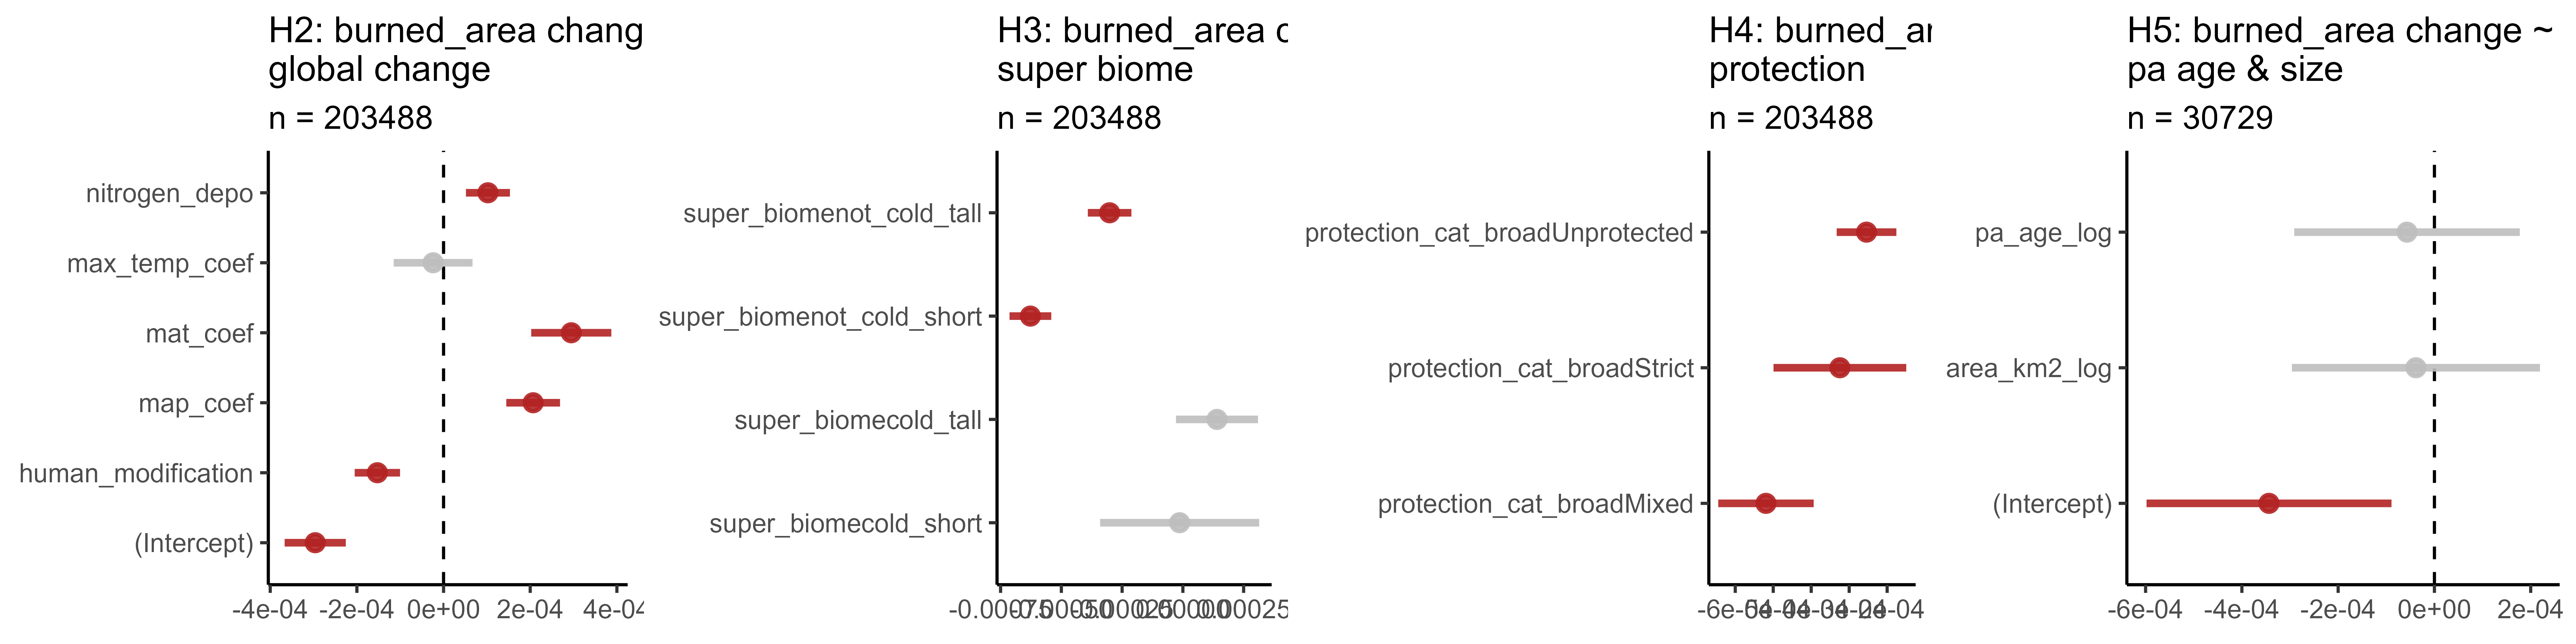 H2: burned_area chang
global change
n = 203488
nitrogen_depo
max_temp_coef
mat_coef
map_coef
human_modification
(Intercept)
-4e-04 -2e-04 0e+00 2e-04 4e-04
H3: burned_area c
super biome
n = 203488
super_biomenot_cold_tall
super_biomenot_cold_short
super_biomecold_tall
super_biomecold_short
H4: burned_ar
protection
n = 203488
protection_cat_broadUnprotected
protection_cat_broadStrict
protection_cat_broadMixed
H5: burned_area change ~
pa age & size
n = 30729
pa_age_log
area_km2_log
(Intercept)
-6e-04 -4e-04 -2e-04 0e+00 2e-04